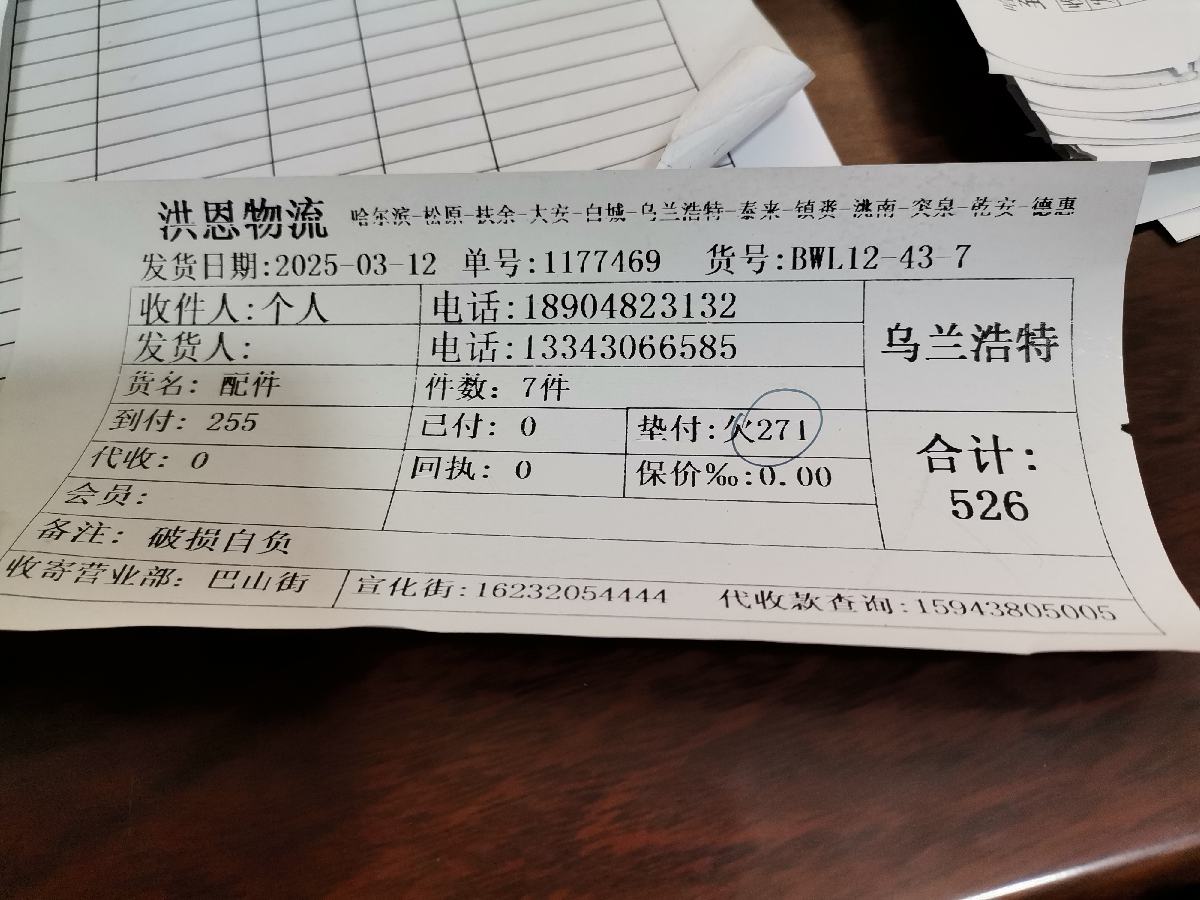 洪恩物流 哈尔滨-松原-扶余-大安-白城-乌兰浩特-泰来-镇赉-洮南-突泉-乾安-德惠
发货日期:2025-03-12 单号:1177469 货号:BWL12-43-7
收件人:个人 电话:18904823132
发货人: 电话:13343066585 乌兰浩特
货名: 配件 件数: 7件
到付: 255 已付: 0 垫付:欠271
代收: 0 回执: 0 保价‰:0.00 合计:
526
会员:
备注: 破损自负
收寄营业部: 巴山街 宣化街:16232054444 代收款查询:15943805005